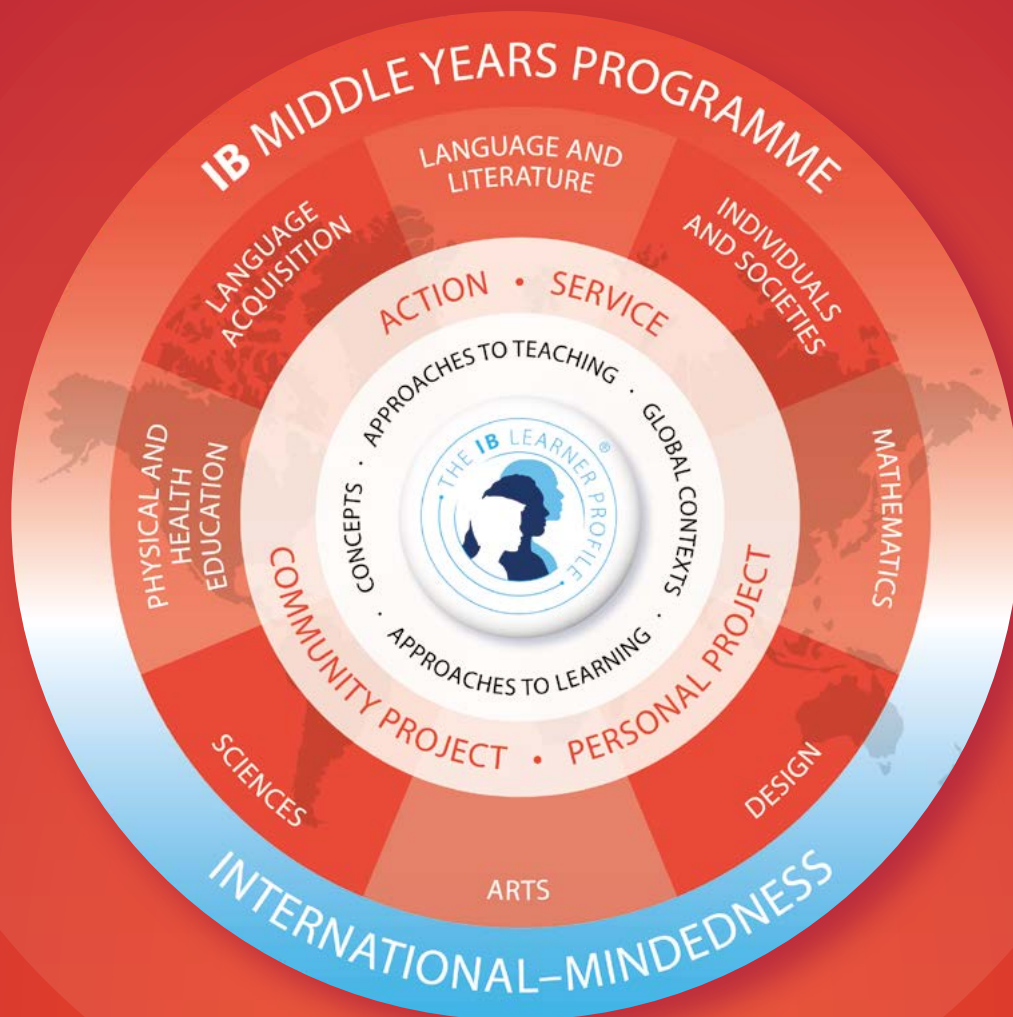 IB MIDDLE YEARS PROGRAMME
LANGUAGE AND
LITERATURE
INDIVIDUALS
AND SOCIETIES
MATHEMATICS
DESIGN
ARTS
SCIENCES
PHYSICAL AND
HEALTH
EDUCATION
LANGUAGE
ACQUISITION
ACTION • SERVICE
PERSONAL PROJECT •
COMMUNITY PROJECT
APPROACHES TO TEACHING ·
GLOBAL CONTEXTS ·
APPROACHES TO LEARNING ·
CONCEPTS ·
• THE IB LEARNER PROFILE • ®
INTERNATIONAL–MINDEDNESS